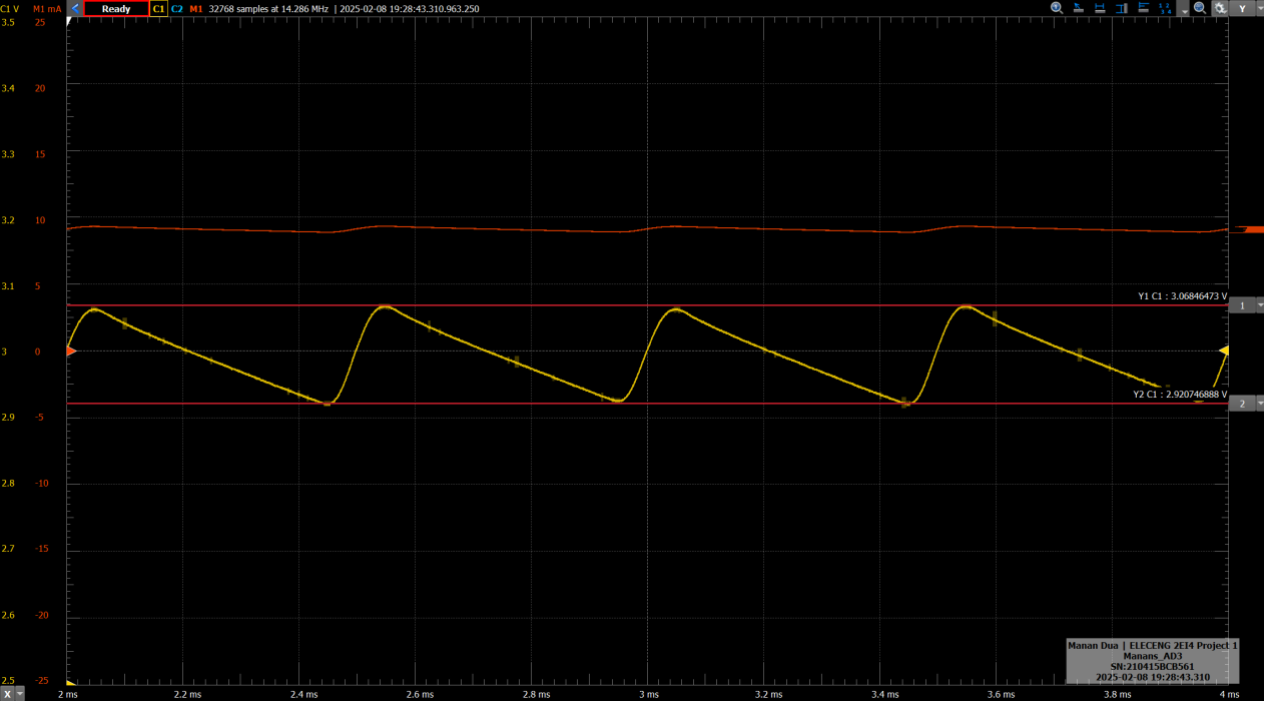 C1 V M1 mA Ready C1 C2 M1 32768 samples at 14.286 MHz | 2025-02-08 19:28:43.310.963.250 Y
3.5 25
3.4 20
3.3 15
3.2 10
3.1 5
Y1 C1 : 3.06846473 V 1
3 0
Y2 C1 : 2.920746888 V 2
2.9 -5
2.8 -10
2.7 -15
2.6 -20
Manan Dua | ELECENG 2EI4 Project 1
Manans_AD3
SN:210415BCB561
2025-02-08 19:28:43.310
2.5 -25
X 2 ms 2.2 ms 2.4 ms 2.6 ms 2.8 ms 3 ms 3.2 ms 3.4 ms 3.6 ms 3.8 ms 4 ms